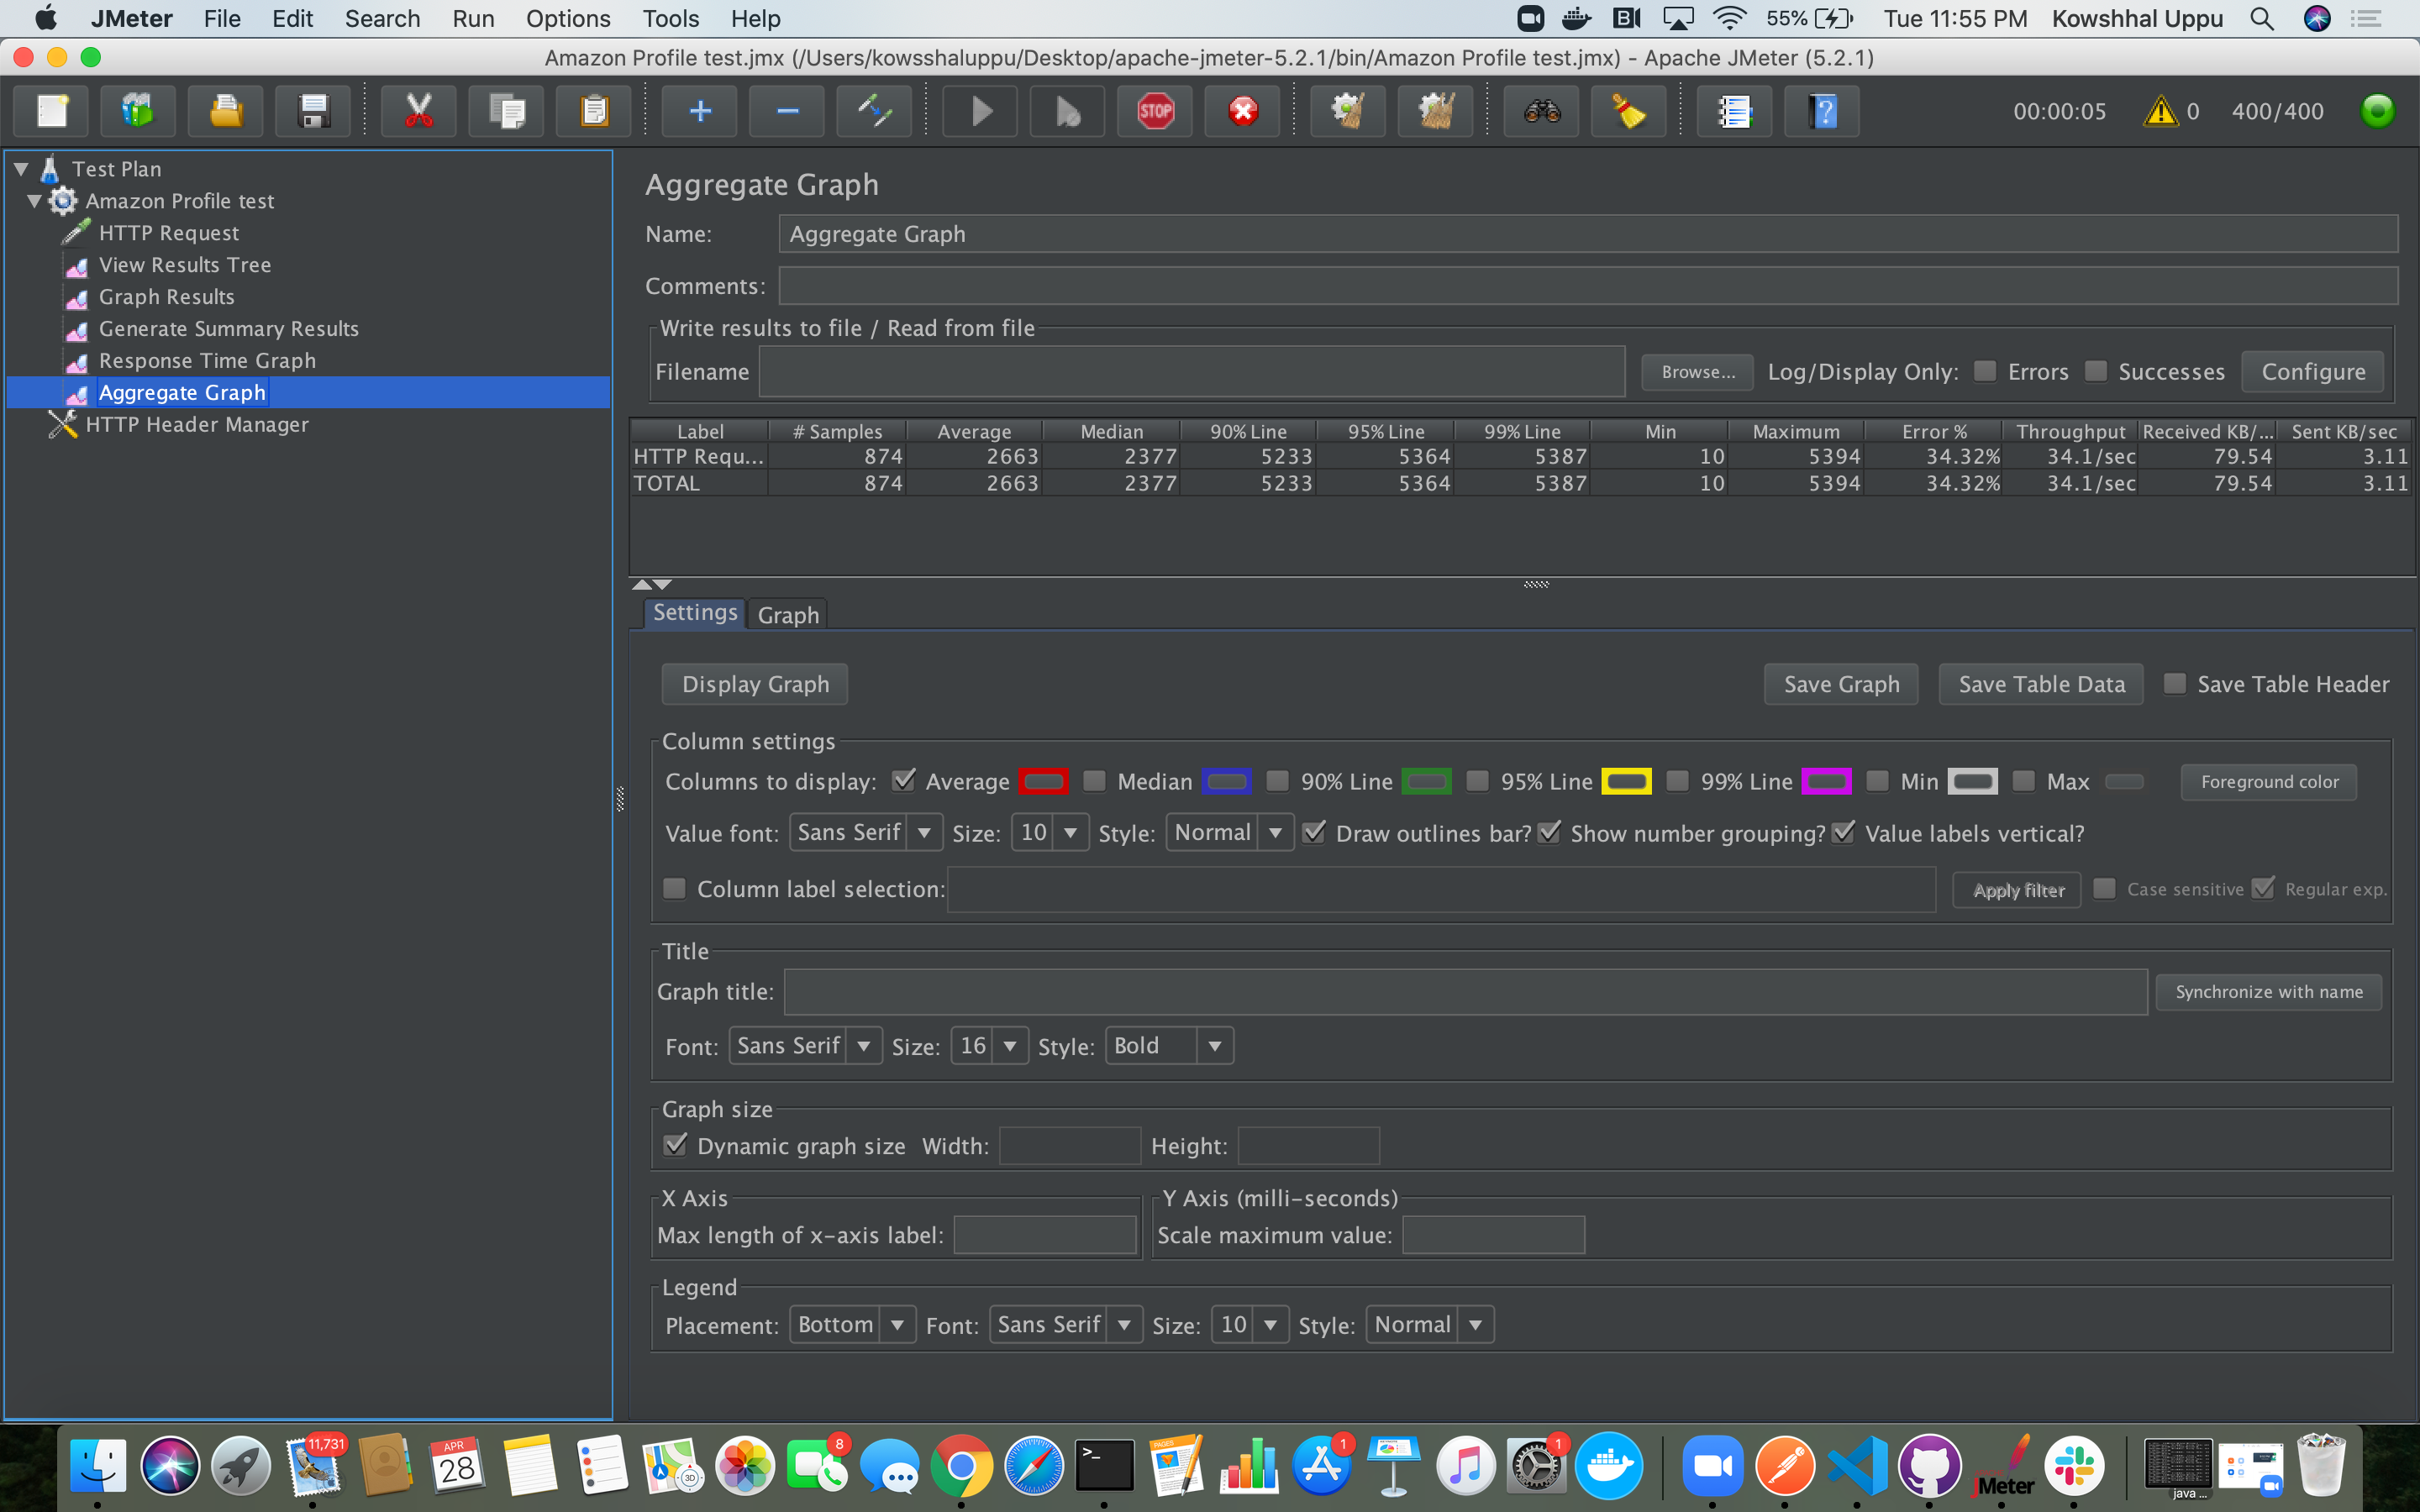 JMeter File Edit Search Run Options Tools Help 55% Tue 11:55 PM Kowshhal Uppu
Amazon Profile test.jmx (/Users/kowsshaluppu/Desktop/apache-jmeter-5.2.1/bin/Amazon Profile test.jmx) - Apache JMeter (5.2.1)
STOP 00:00:05 0 400/400
Test Plan
Amazon Profile test
HTTP Request
View Results Tree
Graph Results
Generate Summary Results
Response Time Graph
Aggregate Graph
HTTP Header Manager
Aggregate Graph
Name: Aggregate Graph
Comments:
Write results to file / Read from file
Filename Browse... Log/Display Only: Errors Successes Configure
Label # Samples Average Median 90% Line 95% Line 99% Line Min Maximum Error % Throughput Received KB/... Sent KB/sec
HTTP Requ... 874 2663 2377 5233 5364 5387 10 5394 34.32% 34.1/sec 79.54 3.11
TOTAL 874 2663 2377 5233 5364 5387 10 5394 34.32% 34.1/sec 79.54 3.11
Settings Graph
Display Graph Save Graph Save Table Data Save Table Header
Column settings
Columns to display: Average Median 90% Line 95% Line 99% Line Min Max Foreground color
Value font: Sans Serif Size: 10 Style: Normal Draw outlines bar? Show number grouping? Value labels vertical?
Column label selection: Apply filter Case sensitive Regular exp.
Title
Graph title: Synchronize with name
Font: Sans Serif Size: 16 Style: Bold
Graph size
Dynamic graph size Width: Height:
X Axis
Max length of x-axis label:
Y Axis (milli-seconds)
Scale maximum value:
Legend
Placement: Bottom Font: Sans Serif Size: 10 Style: Normal
11,731 APR 28 3D 8 >_ PAGES 1 1 JMeter java ...